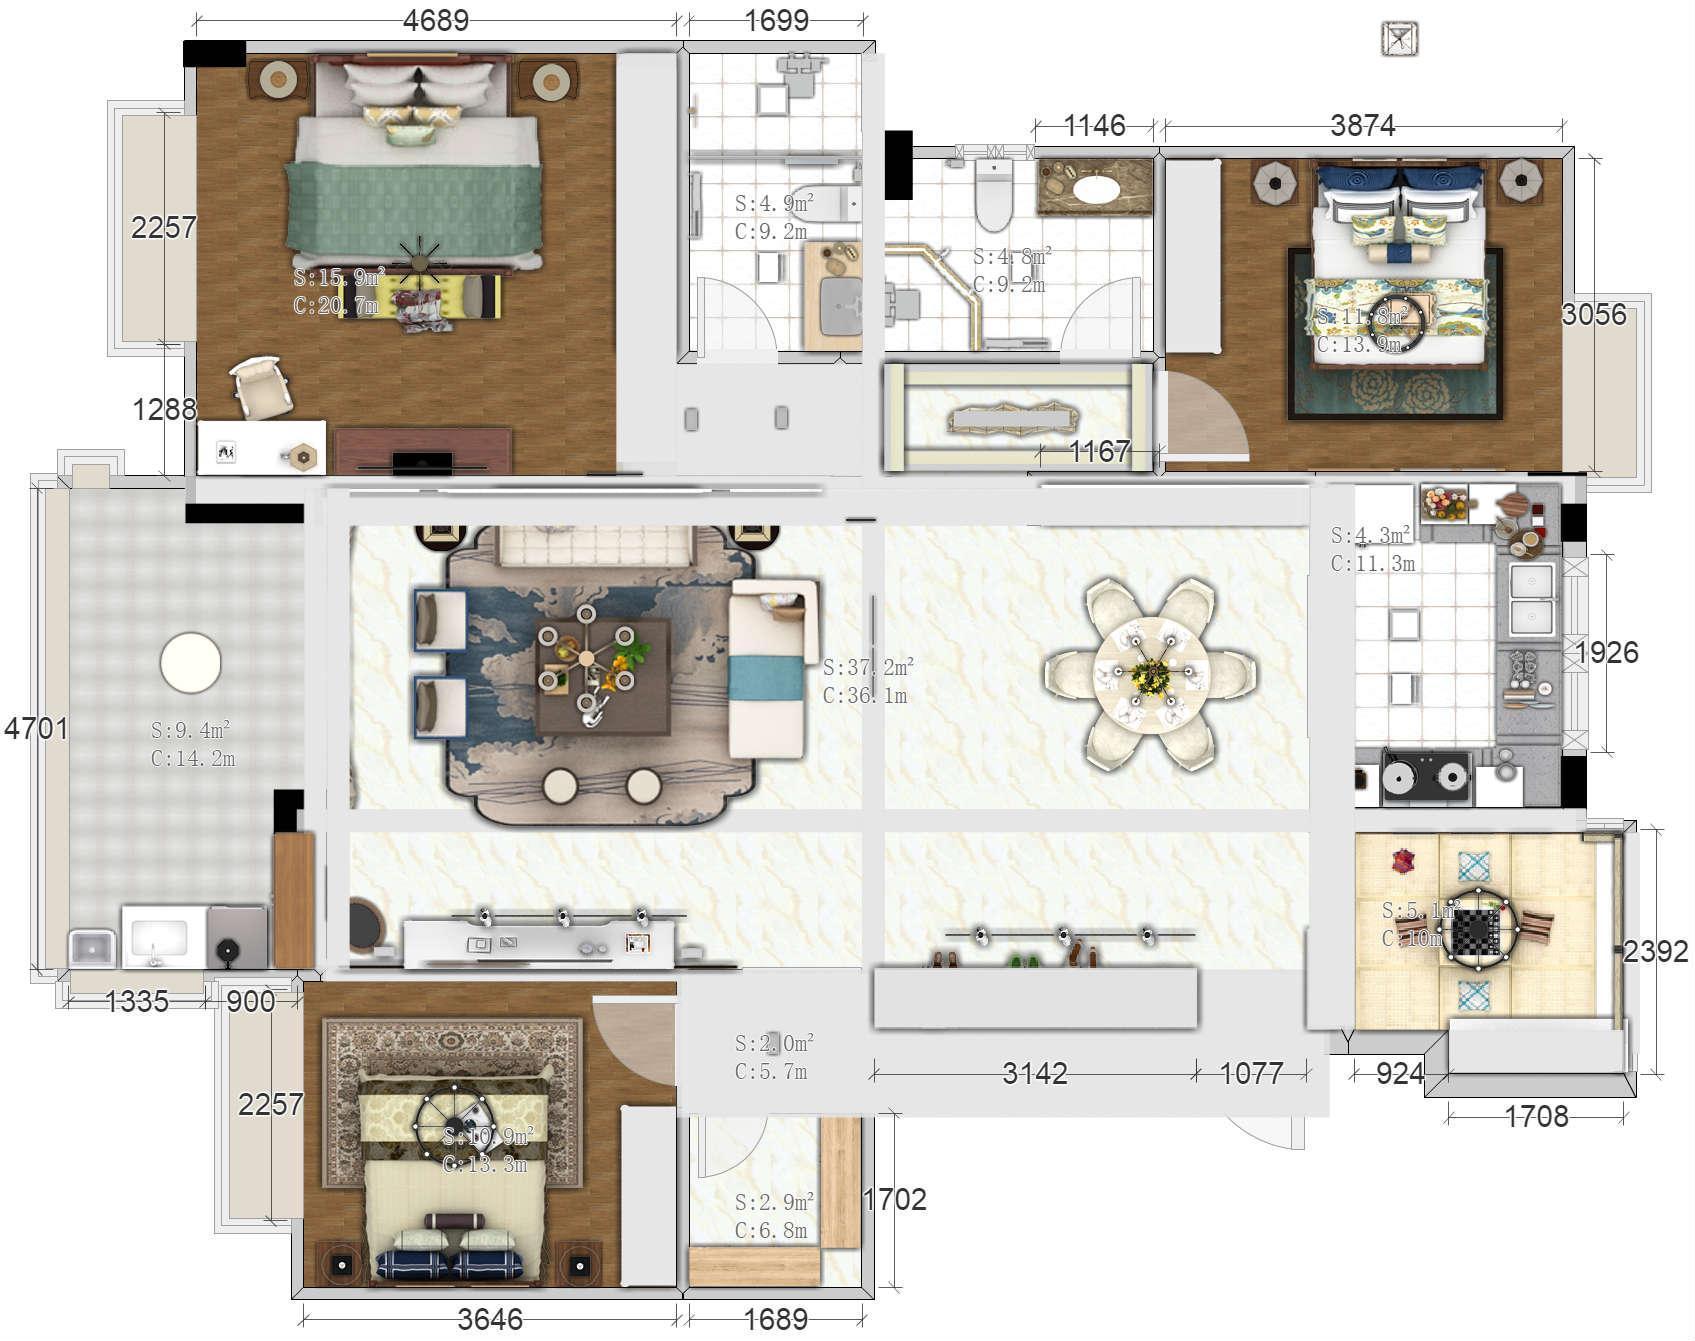 4689
1699
1146
3874
S:4.9m²
C:9.2m
2257
S:4.8m²
C:9.2m
S:15.9m²
C:20.7m
S:11.8m²
C:13.9m
3056
1288
1167
S:4.3m²
C:11.3m
1926
S:37.2m²
C:36.1m
4701
S:9.4m²
C:14.2m
S:5.1m²
C:10m
2392
1335
900
S:2.0m²
C:5.7m
3142
1077
924
2257
1708
S:10.9m²
C:13.3m
S:2.9m²
C:6.8m
1702
3646
1689